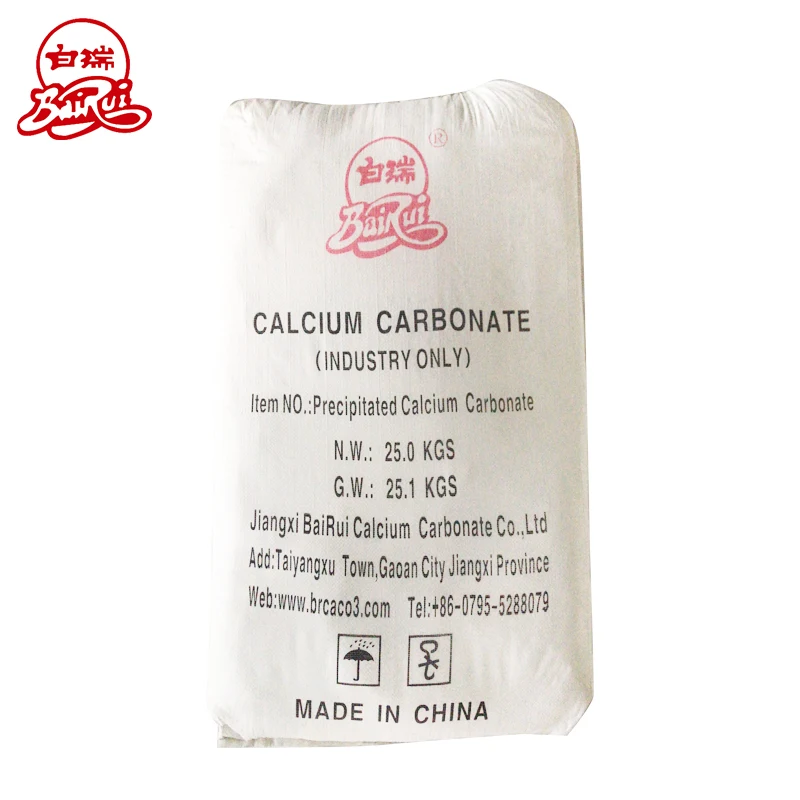 白瑞
BaiRui
®
白瑞
BaiRui
CALCIUM CARBONATE
(INDUSTRY ONLY)
Item NO.:Precipitated Calcium Carbonate
N.W.: 25.0 KGS
G.W.: 25.1 KGS
Jiangxi BaiRui Calcium Carbonate Co.,Ltd
Add:Taiyangxu Town,Gaoan City Jiangxi Province
Web:www.brcaco3.com Tel:+86-0795-5288079
MADE IN CHINA